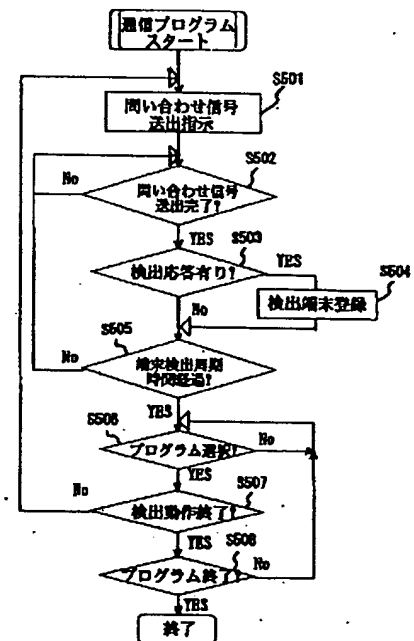 通信プログラム
スタート
S501
問い合わせ信号
送出指示
S502
No
問い合わせ信号
送出完了?
YES
S503
検出応答有り?
YES
S504
検出端末登録
No
S505
No
端末検出周期
時間経過?
YES
S506
プログラム選択?
No
YES
S507
No
検出動作終了?
YES
S508
プログラム終了?
No
YES
終了